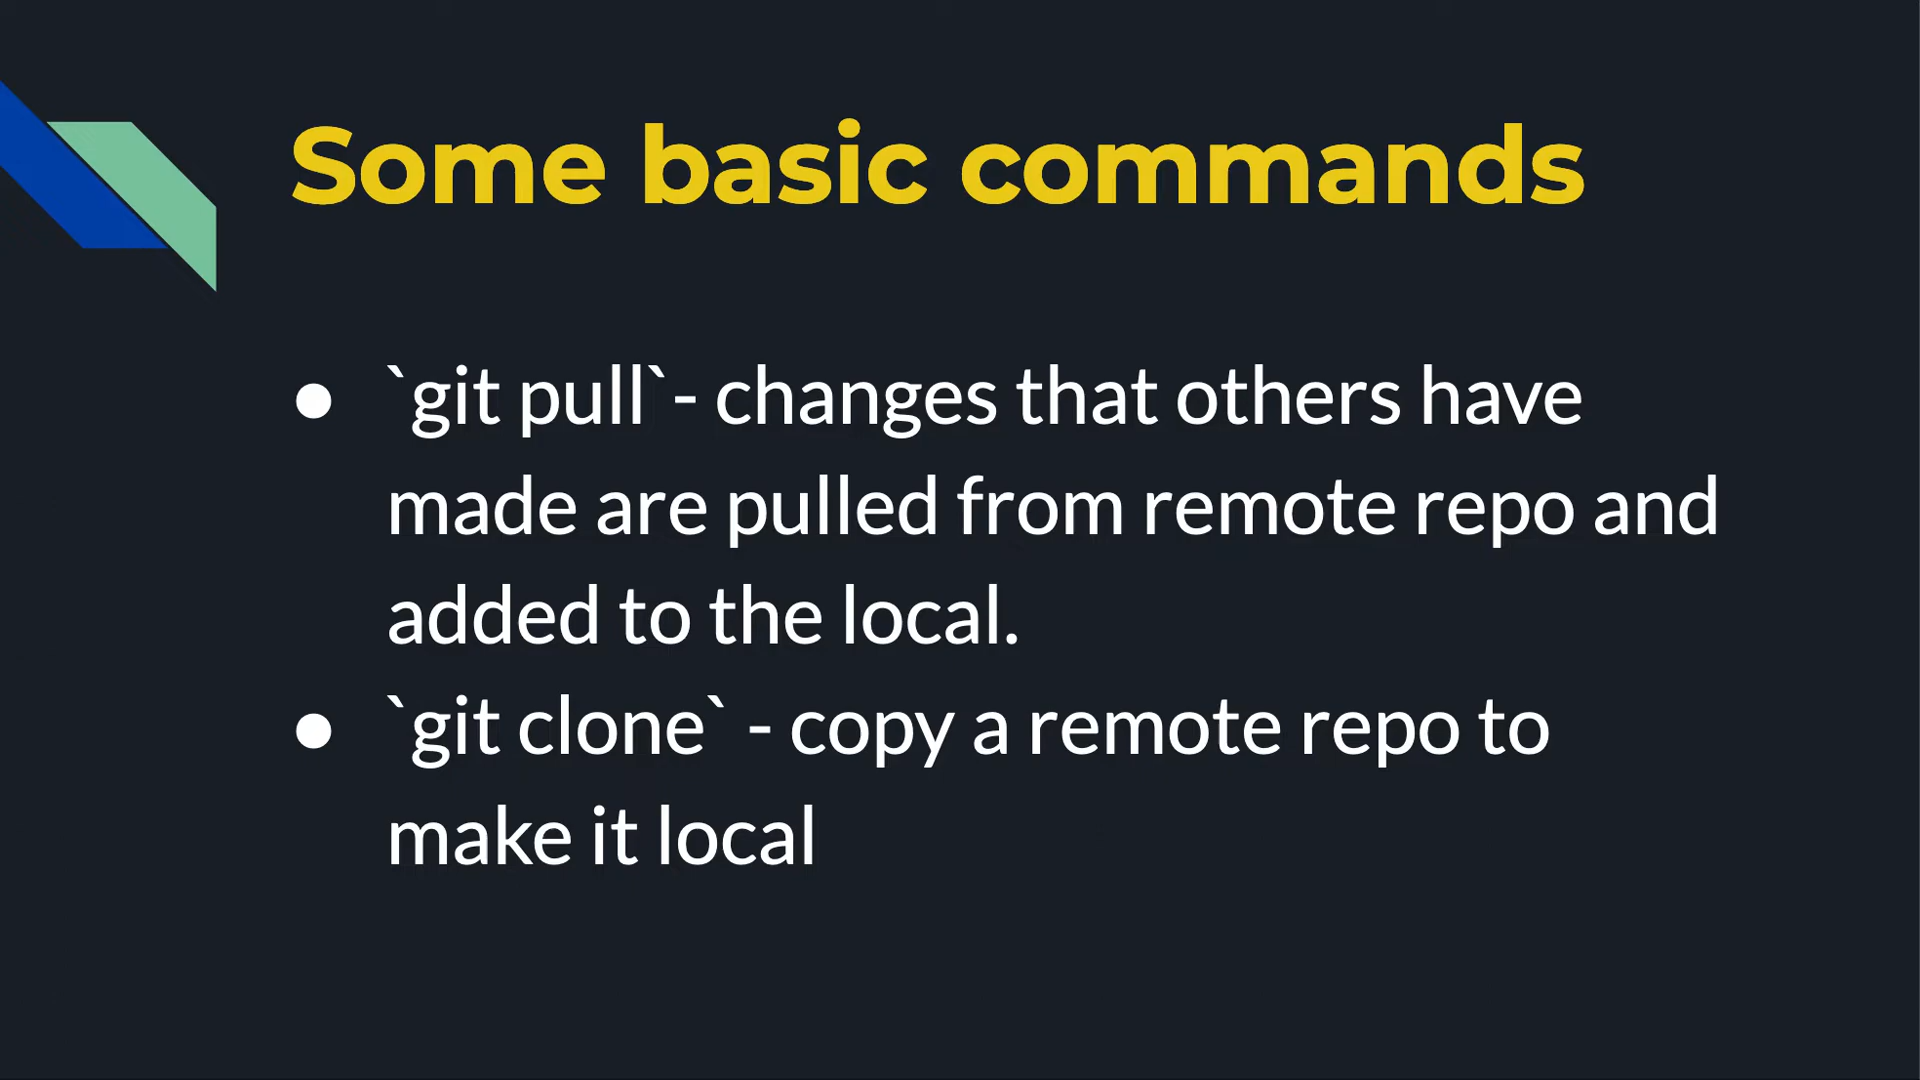 Some basic commands
● `git pull`- changes that others have
made are pulled from remote repo and
added to the local.
● `git clone` - copy a remote repo to
make it local